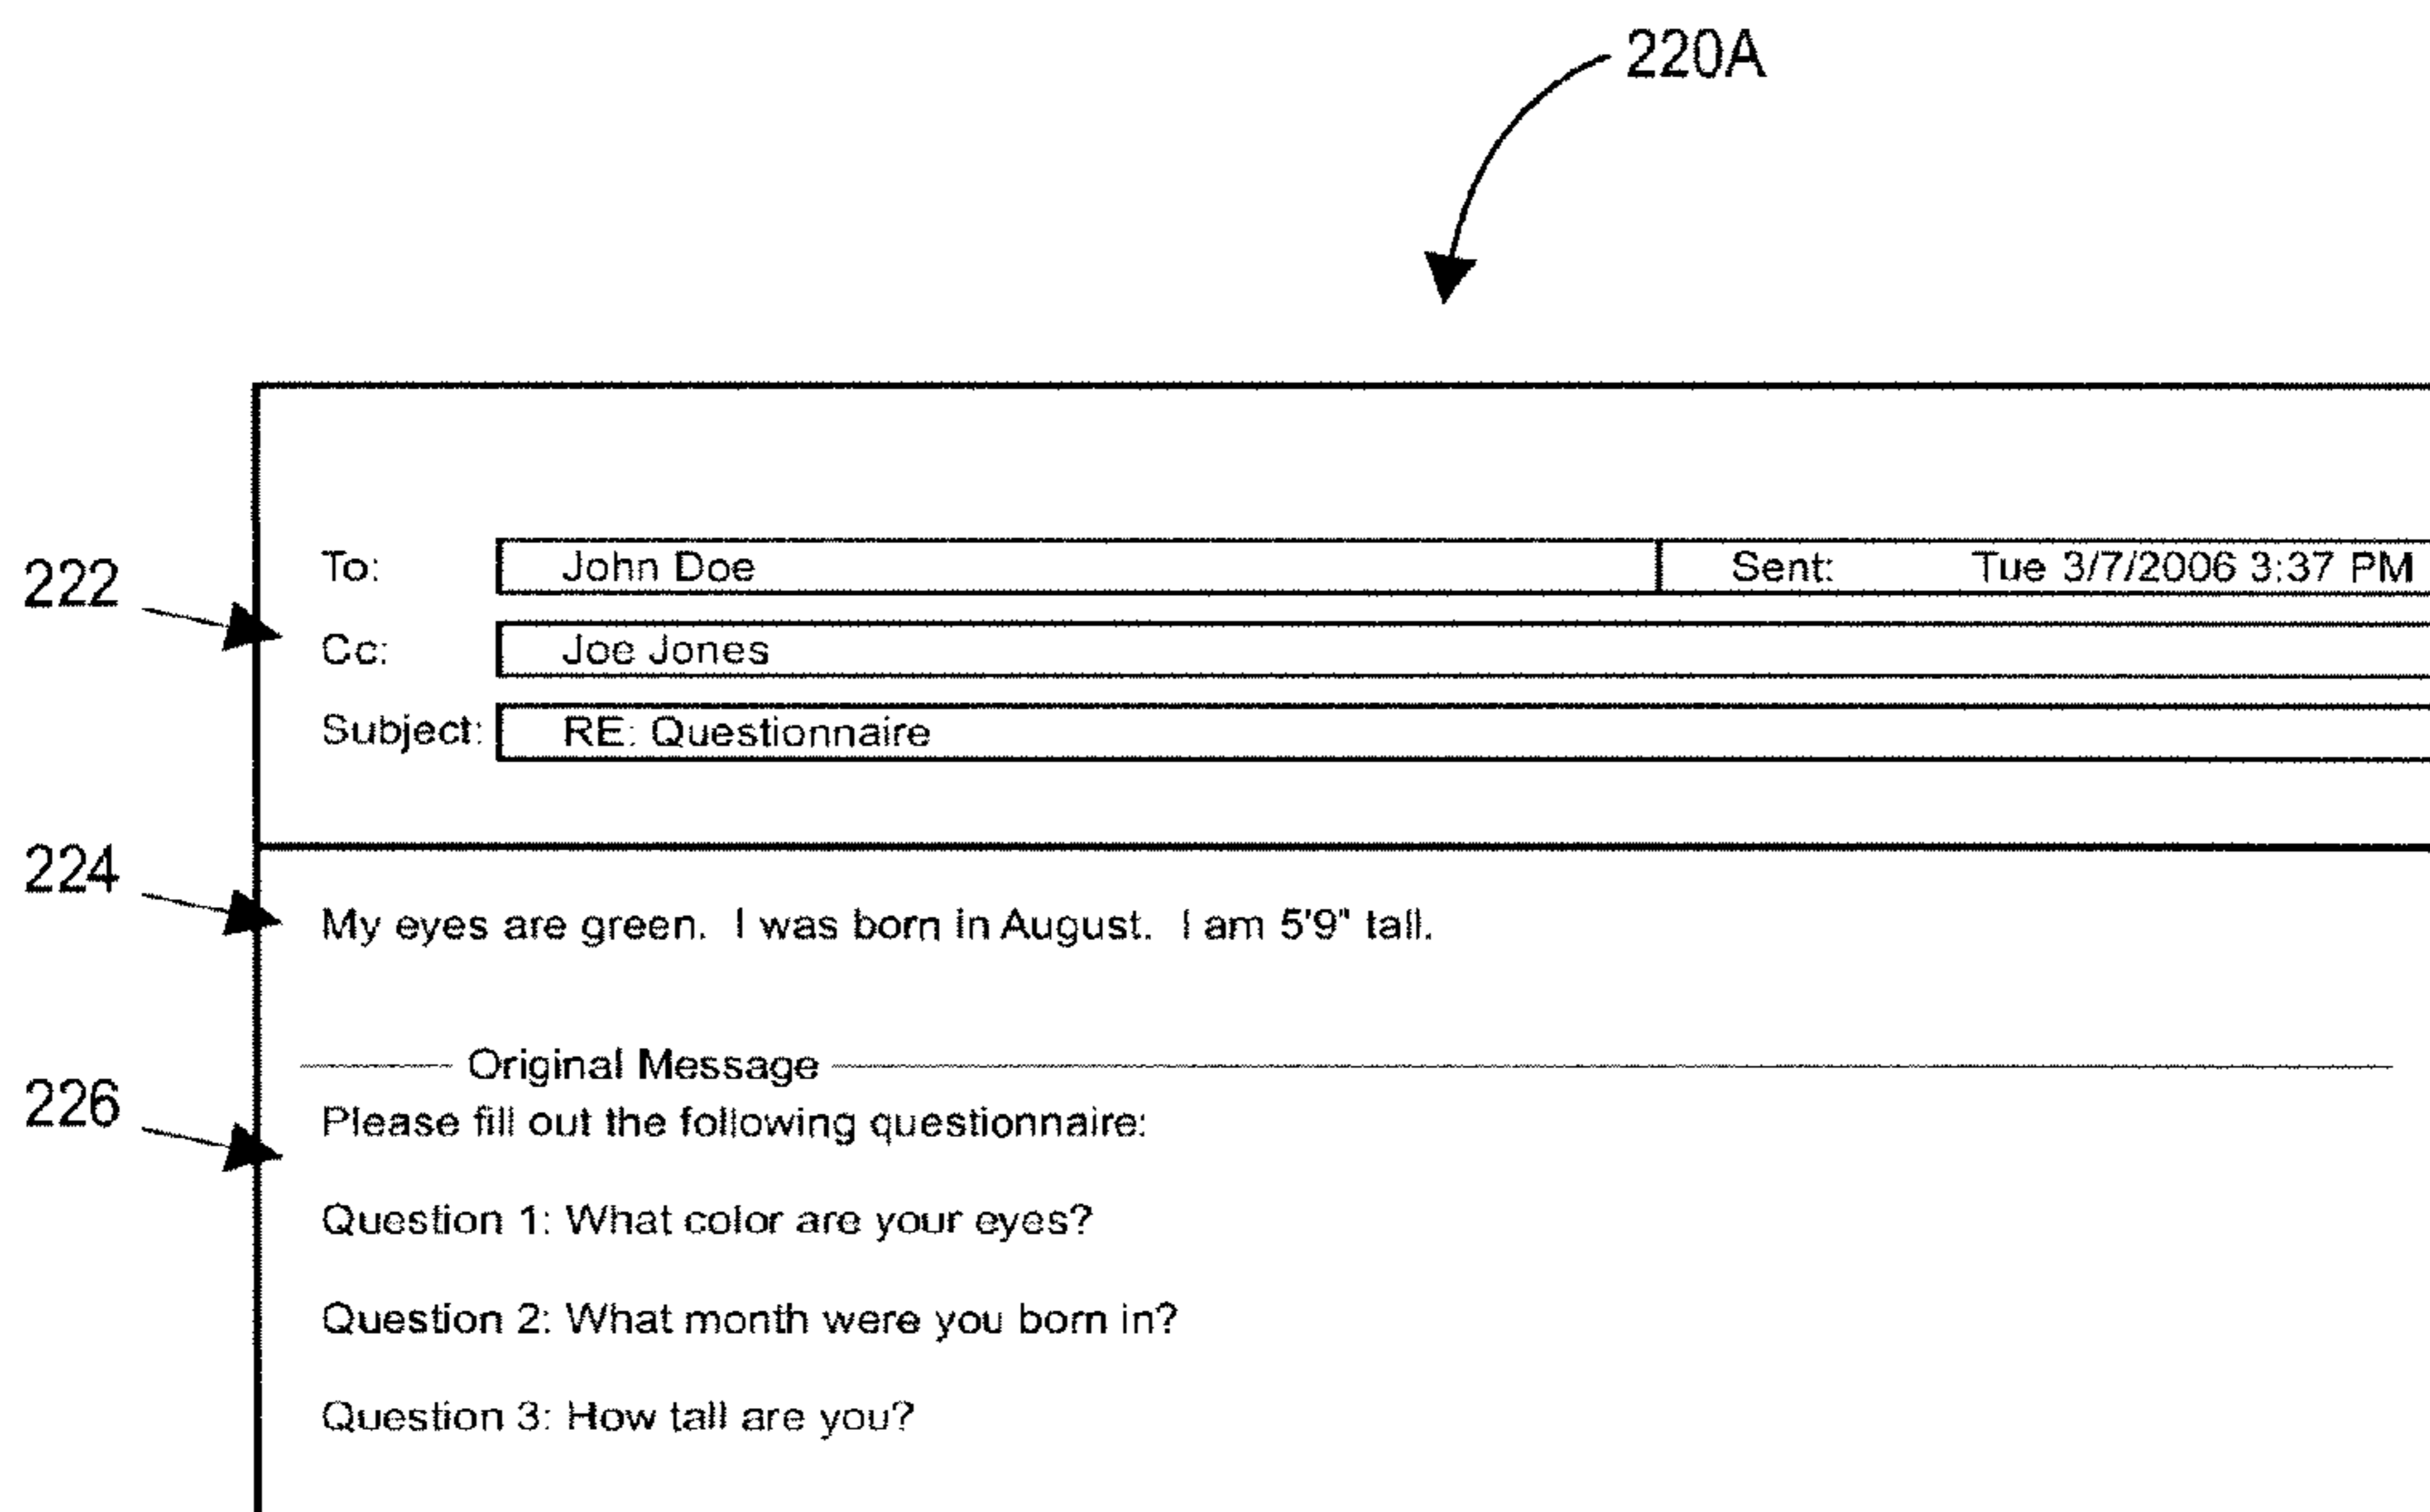 220A
222
To: John Doe Sent: Tue 3/7/2006 3:37 PM
Cc: Joe Jones
Subject: RE: Questionnaire
224
My eyes are green. I was born in August. I am 5'9" tall.
Original Message
226
Please fill out the following questionnaire:
Question 1: What color are your eyes?
Question 2: What month were you born in?
Question 3: How tall are you?